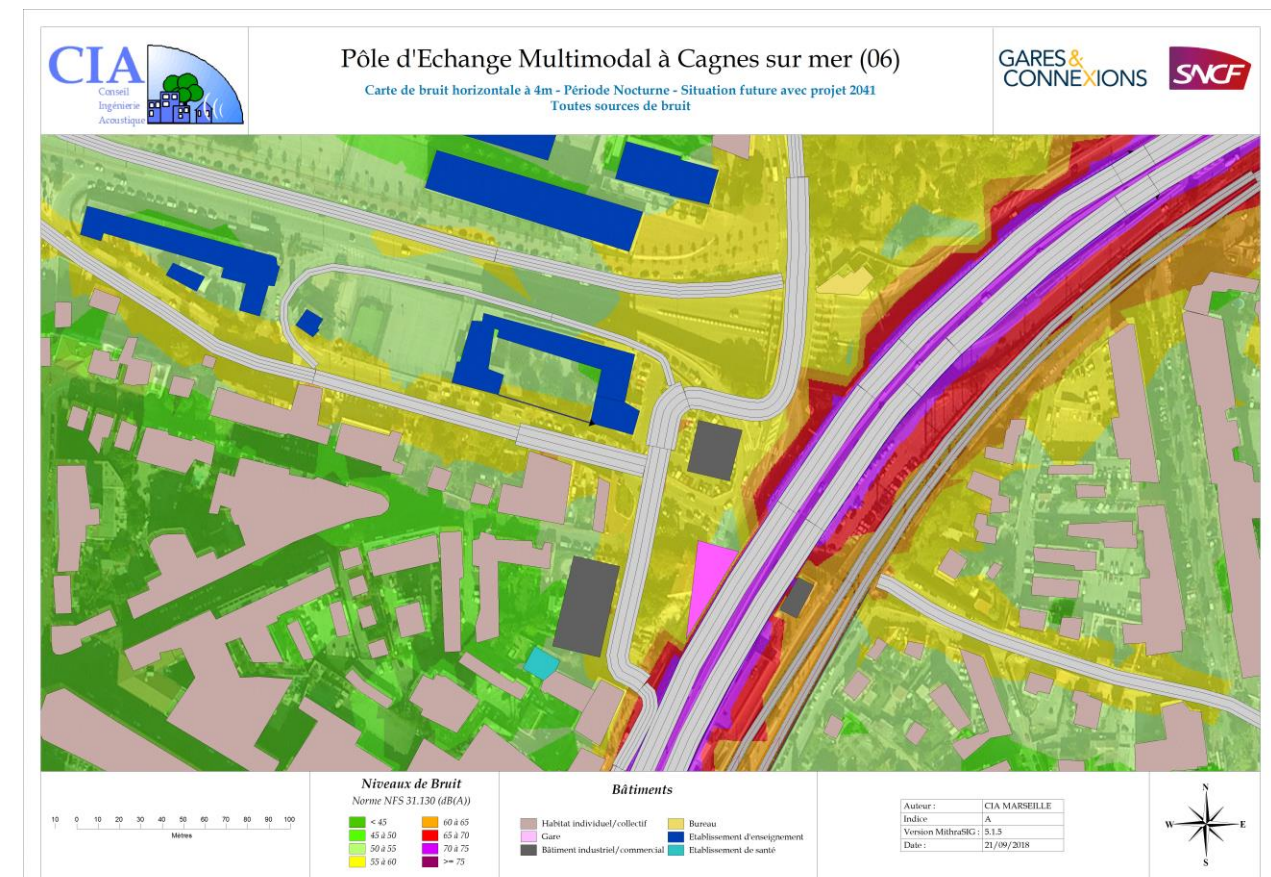 CIA
Conseil
Ingénierie
Acoustique
Pôle d'Echange Multimodal à Cagnes sur mer (06)
Carte de bruit horizontale à 4m - Période Nocturne - Situation future avec projet 2041
Toutes sources de bruit
GARES &
CONNEXIONS
SNCF
10 0 10 20 30 40 50 60 70 80 90 100
Mètres
Niveaux de Bruit
Norme NFS 31.130 (dB(A))
< 45
45 à 50
50 à 55
55 à 60
60 à 65
65 à 70
70 à 75
>= 75
Bâtiments
Habitat individuel/collectif
Gare
Bâtiment industriel/commercial
Bureau
Etablissement d'enseignement
Etablissement de santé
Auteur : CIA MARSEILLE
Indice A
Version MithraSIG : 5.1.5
Date : 21/09/2018
N
W E
S